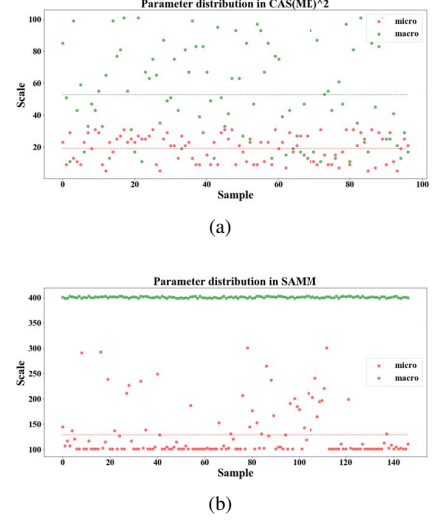 Parameter distribution in CAS(ME)^2
100
80
60
40
20
Scale
micro
macro
0 20 40 60 80 100
Sample
(a)
Parameter distribution in SAMM
400
350
300
250
200
150
100
Scale
micro
macro
0 20 40 60 80 100 120 140
Sample
(b)